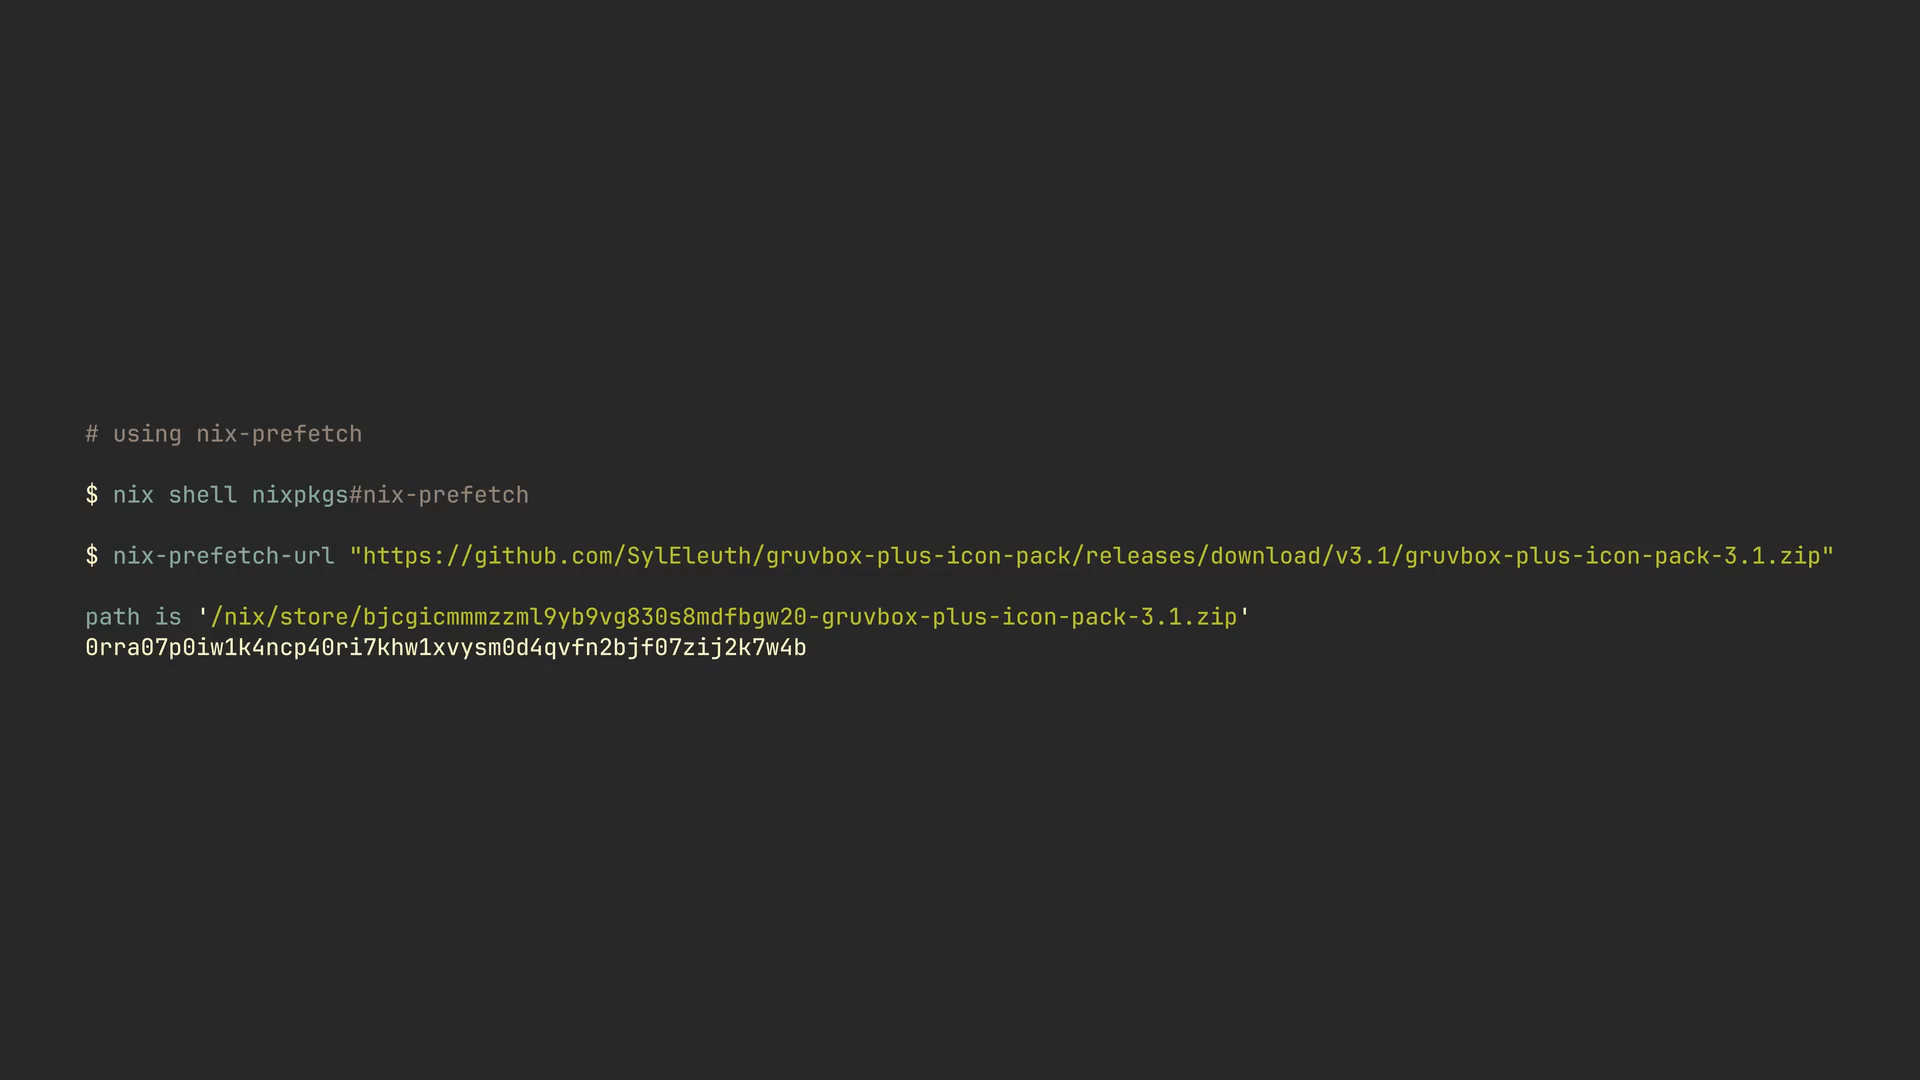 # using nix-prefetch
$ nix shell nixpkgs#nix-prefetch
$ nix-prefetch-url "https://github.com/SylEleuth/gruvbox-plus-icon-pack/releases/download/v3.1/gruvbox-plus-icon-pack-3.1.zip"
path is '/nix/store/bjcgicmmmzzml9yb9vg830s8mdfbgw20-gruvbox-plus-icon-pack-3.1.zip'
0rra07p0iw1k4ncp40ri7khw1xvysm0d4qvfn2bjf07zij2k7w4b